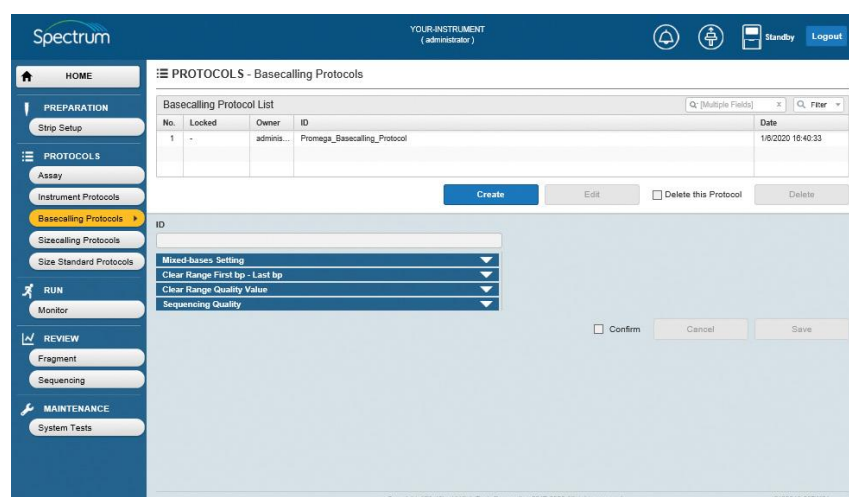 Spectrum
YOUR-INSTRUMENT
( administrator )
Standby
Logout
HOME
PREPARATION
Strip Setup
PROTOCOLS
Assay
Instrument Protocols
Basecalling Protocols
Sizecalling Protocols
Size Standard Protocols
RUN
Monitor
REVIEW
Fragment
Sequencing
MAINTENANCE
System Tests
PROTOCOLS - Basecalling Protocols
Basecalling Protocol List
[Multiple Fields] x Filter
No. Locked Owner ID Date
1 - adminis... Promega_Basecalling_Protocol 1/6/2020 16:40:33
Create Edit Delete this Protocol Delete
ID
Mixed-bases Setting
Clear Range First bp - Last bp
Clear Range Quality Value
Sequencing Quality
Confirm Cancel Save